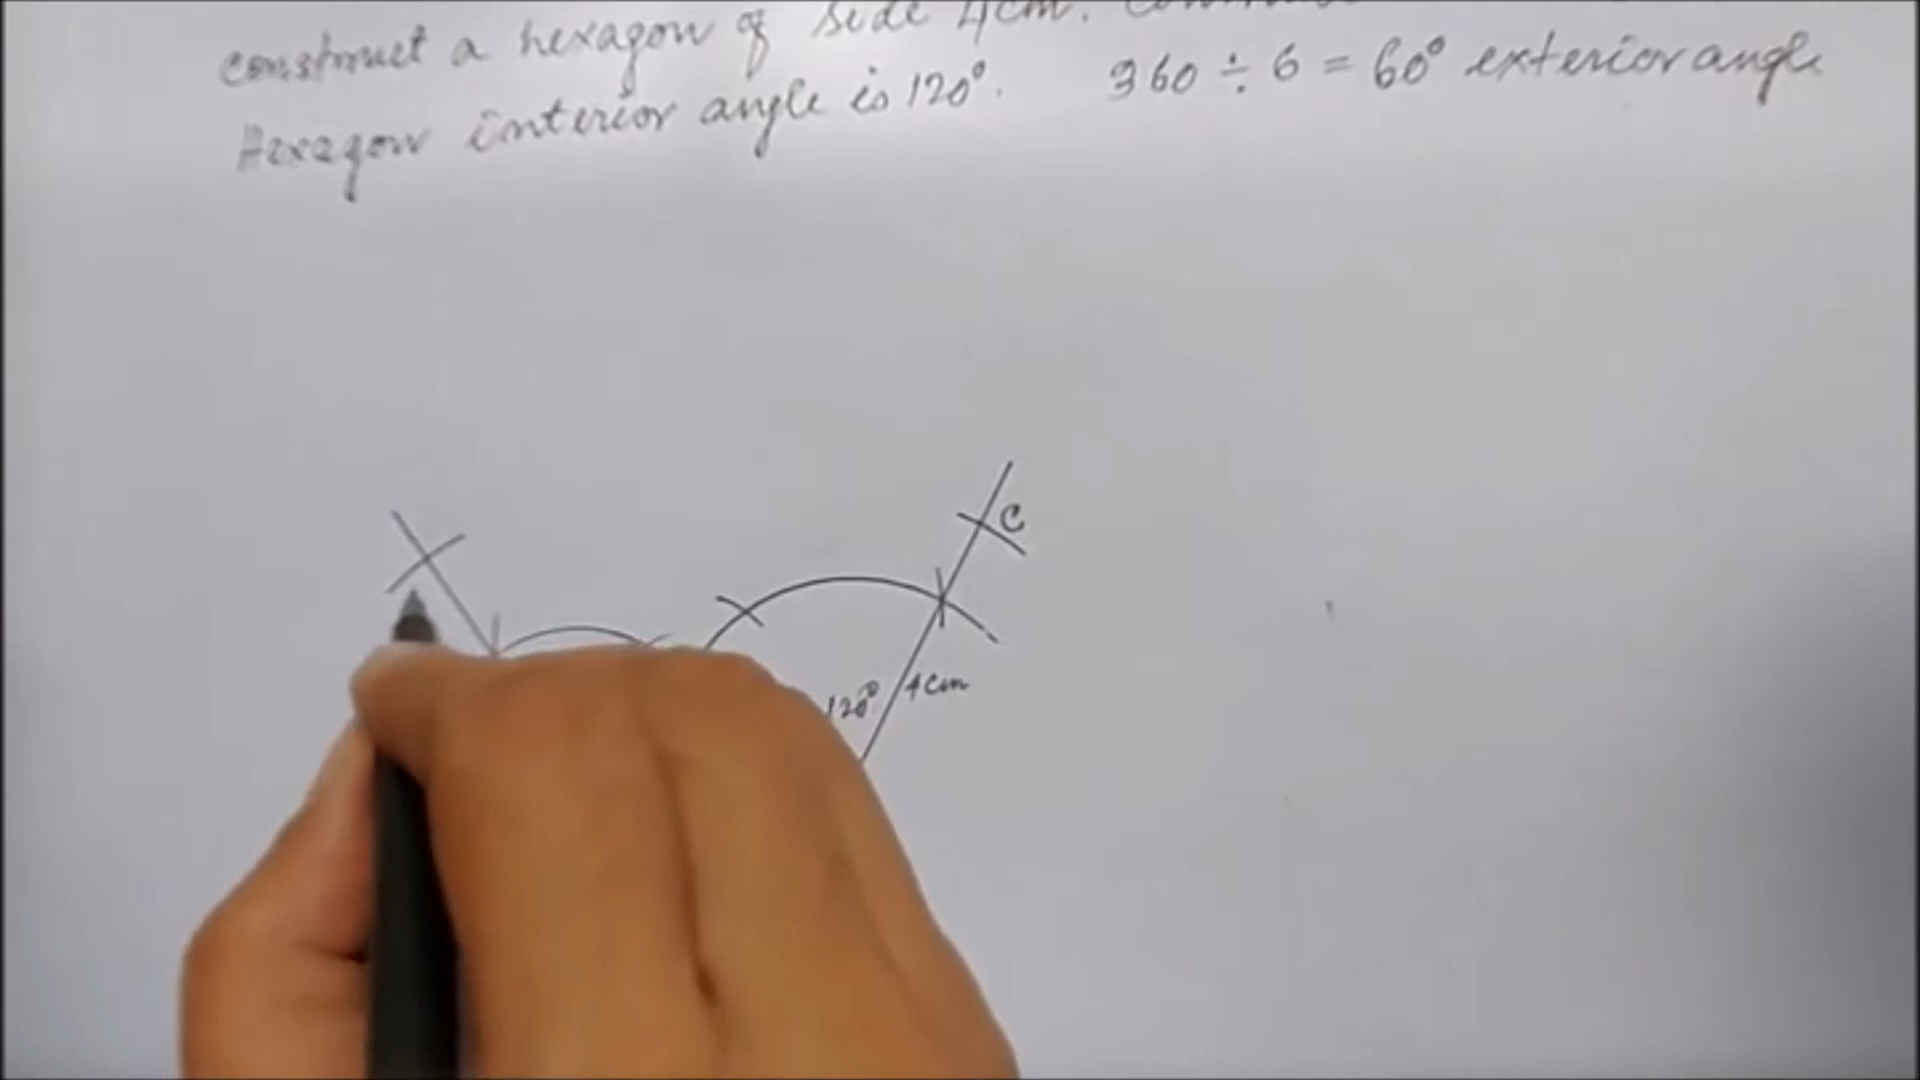 construct a hexagon of side 4cm.
Hexagon interior angle is 120°. 360 ÷ 6 = 60° exterior angle
C
120° 4cm